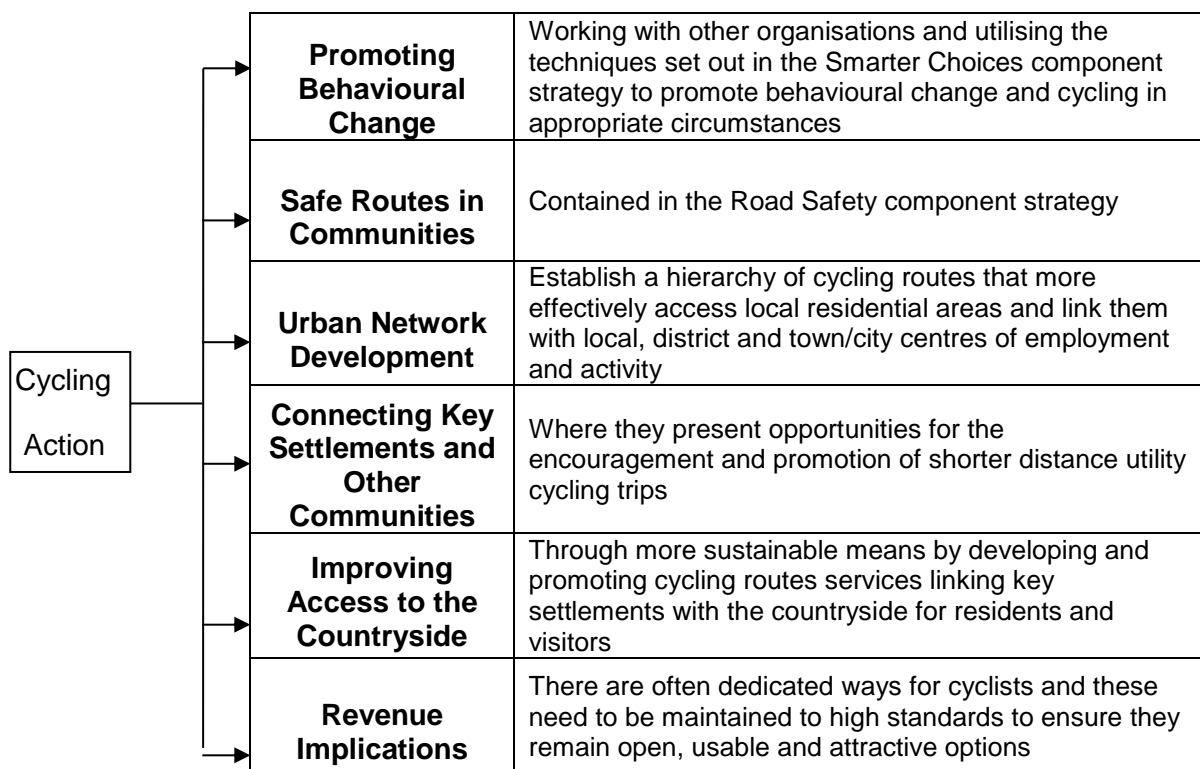 Cycling
Action
Promoting
Behavioural
Change
Working with other organisations and utilising the
techniques set out in the Smarter Choices component
strategy to promote behavioural change and cycling in
appropriate circumstances
Safe Routes in
Communities
Contained in the Road Safety component strategy
Urban Network
Development
Establish a hierarchy of cycling routes that more
effectively access local residential areas and link them
with local, district and town/city centres of employment
and activity
Connecting Key
Settlements and
Other
Communities
Where they present opportunities for the
encouragement and promotion of shorter distance utility
cycling trips
Improving
Access to the
Countryside
Through more sustainable means by developing and
promoting cycling routes services linking key
settlements with the countryside for residents and
visitors
Revenue
Implications
There are often dedicated ways for cyclists and these
need to be maintained to high standards to ensure they
remain open, usable and attractive options